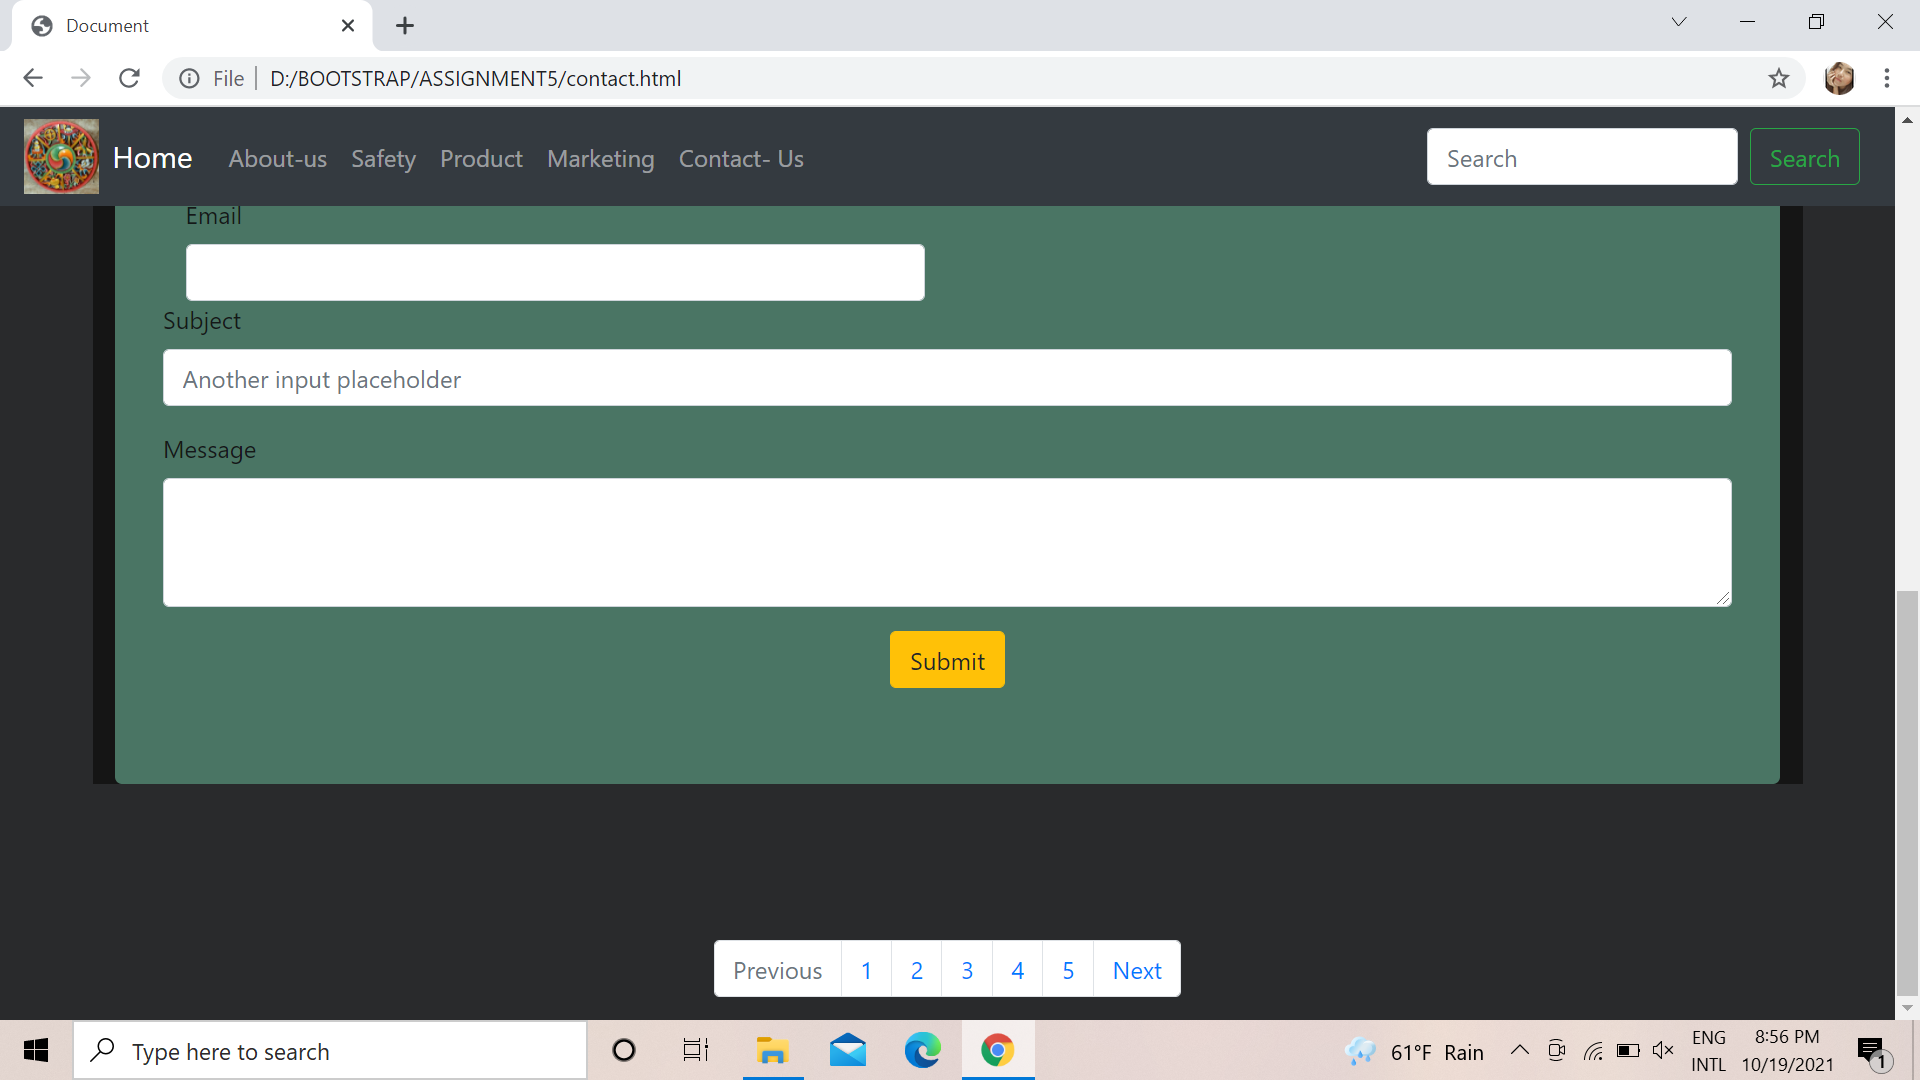 Document
File D:/BOOTSTRAP/ASSIGNMENT5/contact.html
Home About-us Safety Product Marketing Contact- Us Search Search
Email
Subject
Another input placeholder
Message
Submit
Previous 1 2 3 4 5 Next
Type here to search
61°F Rain
ENG
INTL
8:56 PM
10/19/2021
1